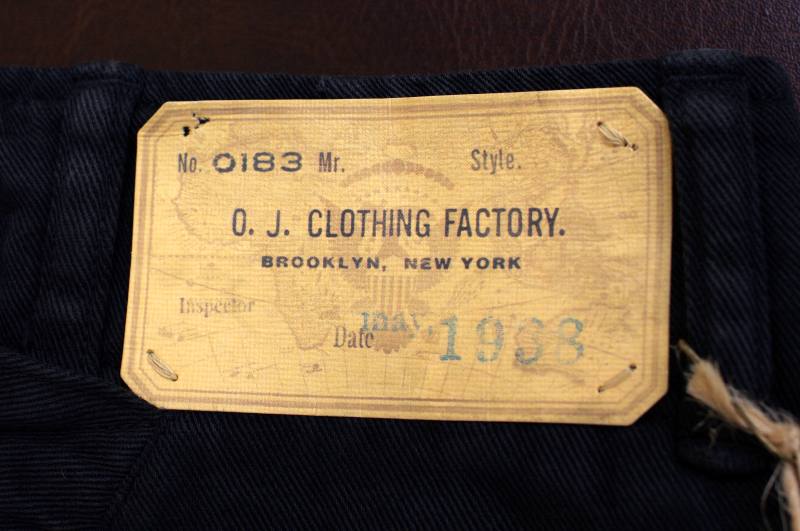 No. 0183 Mr. Style.
O. J. CLOTHING FACTORY.
BROOKLYN, NEW YORK
Inspector
Date may, 1938